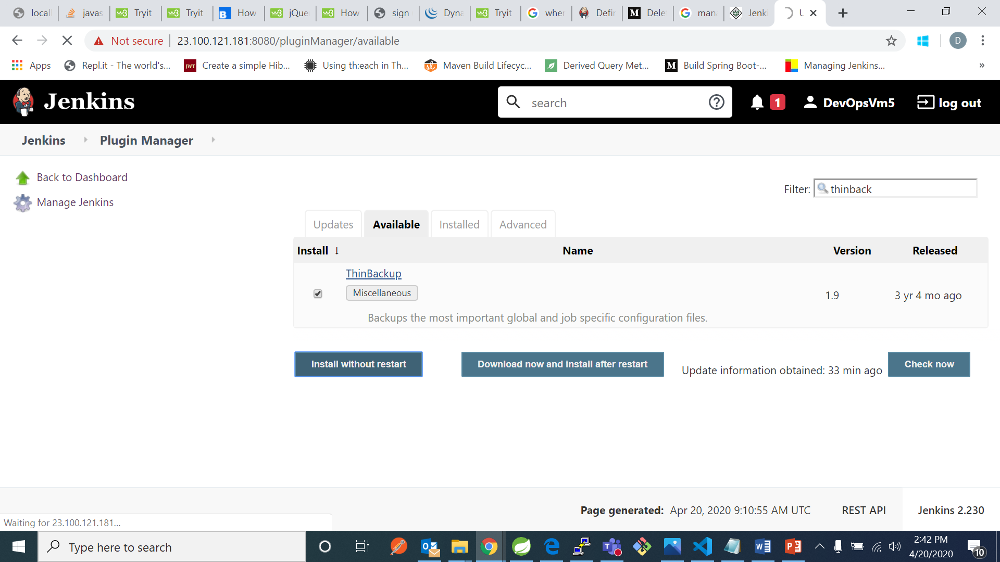 locall javas Tryit Tryit How jQue How sign Dyna Tryit wher Defin Dele mana Jenki U
Not secure 23.100.121.181:8080/pluginManager/available D
Apps Repl.it - The world's... JWT Create a simple Hib... Using th:each in Th... Maven Build Lifecyc... Derived Query Met... M Build Spring Boot-... Managing Jenkins... »
Jenkins search 1 DevOpsVm5 log out
Jenkins Plugin Manager
Back to Dashboard
Manage Jenkins
Filter: thinback
Updates Available Installed Advanced
Install ↓ Name Version Released
ThinBackup
Miscellaneous
1.9 3 yr 4 mo ago
Backups the most important global and job specific configuration files.
Install without restart Download now and install after restart Update information obtained: 33 min ago Check now
Page generated: Apr 20, 2020 9:10:55 AM UTC REST API Jenkins 2.230
Waiting for 23.100.121.181...
Type here to search
2:42 PM
4/20/2020
10